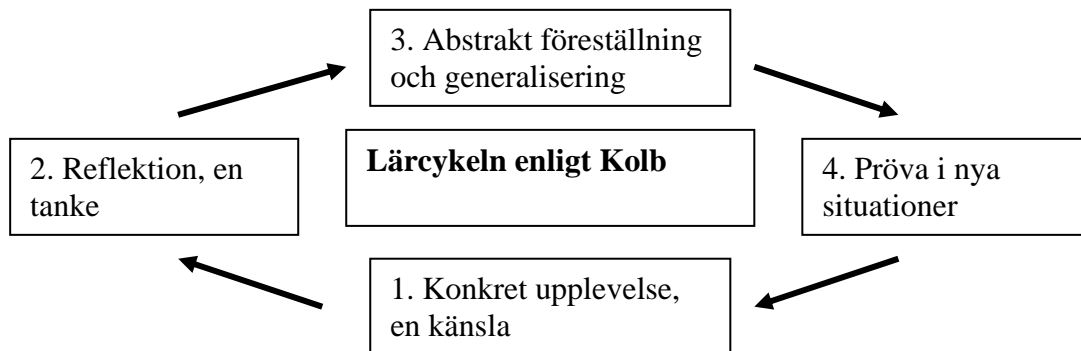 3. Abstrakt föreställning
och generalisering
2. Reflektion, en
tanke
Lärcykeln enligt Kolb
4. Pröva i nya
situationer
1. Konkret upplevelse,
en känsla